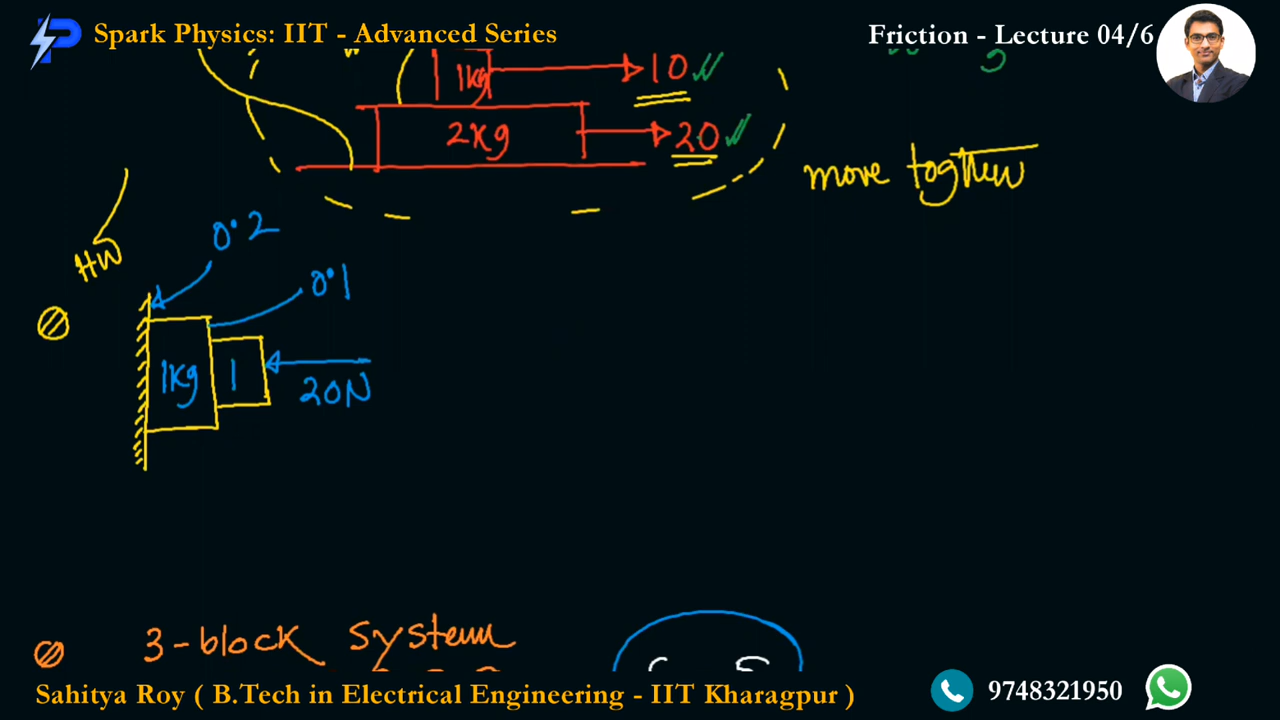 Spark Physics: IIT - Advanced Series
Friction - Lecture 04/6
1kg 10
2Kg 20
move togther
HW
0.2
0.1
1Kg 1
20N
3-block system
Sahitya Roy ( B.Tech in Electrical Engineering - IIT Kharagpur )
9748321950